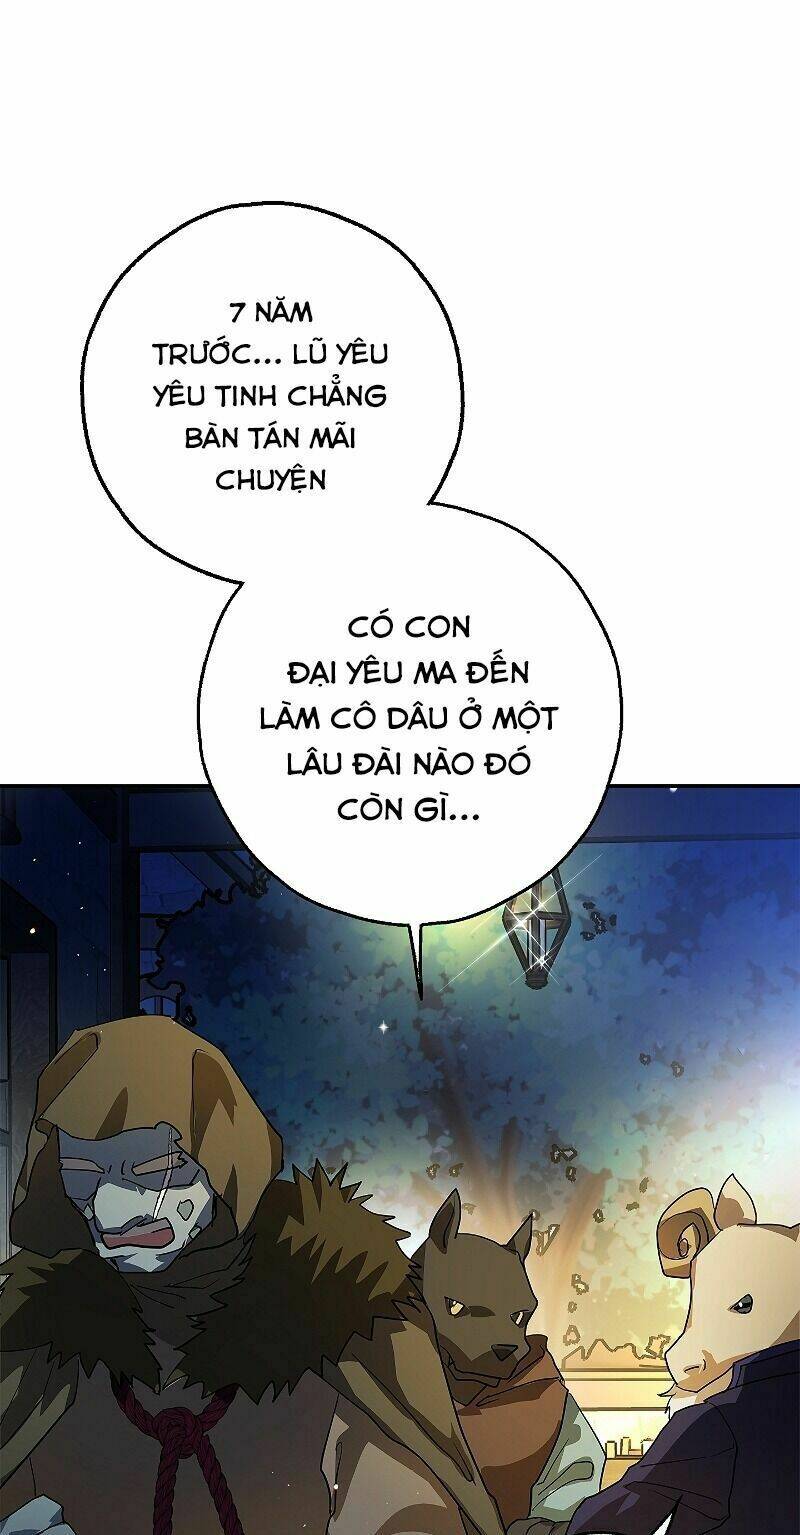 7 NĂM
TRƯỚC... LŨ YÊU
YÊU TINH CHẲNG
BÀN TÁN MÃI
CHUYỆN
CÓ CON
ĐẠI YÊU MA ĐẾN
LÀM CÔ DÂU Ở MỘT
LÂU ĐÀI NÀO ĐÓ
CÒN GÌ...